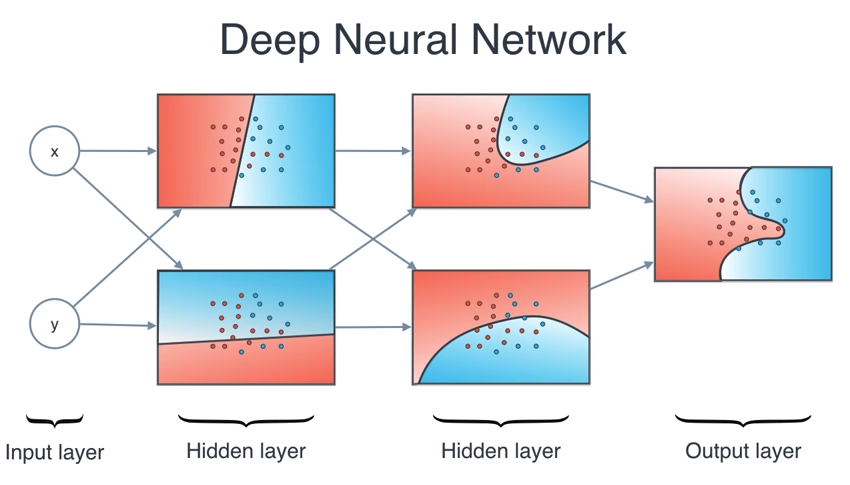 Deep Neural Network
x
y
Input layer
Hidden layer
Hidden layer
Output layer